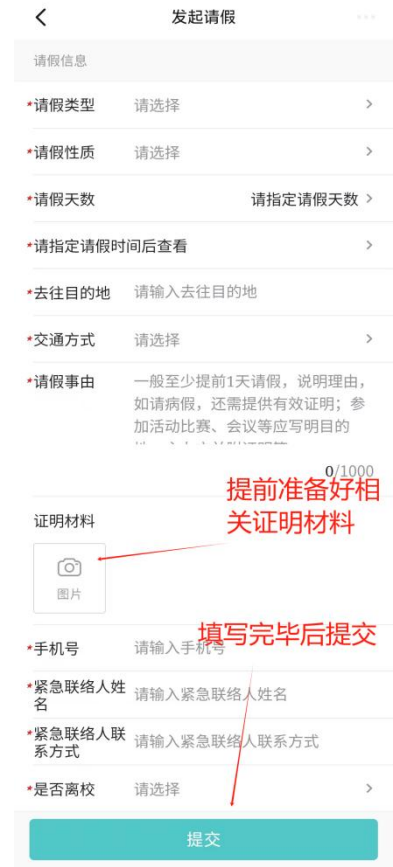 发起请假
请假信息
*请假类型 请选择
*请假性质 请选择
*请假天数 请指定请假天数
*请指定请假时间后查看
*去往目的地 请输入去往目的地
*交通方式 请选择
*请假事由 一般至少提前1天请假，说明理由，
如请病假，还需提供有效证明；参
加活动比赛、会议等应写明目的
0/1000
提前准备好相
关证明材料
证明材料
图片
填写完毕后提交
*手机号 请输入手机号
*紧急联络人姓
名
请输入紧急联络人姓名
*紧急联络人联
系方式
请输入紧急联络人联系方式
*是否离校 请选择
提交